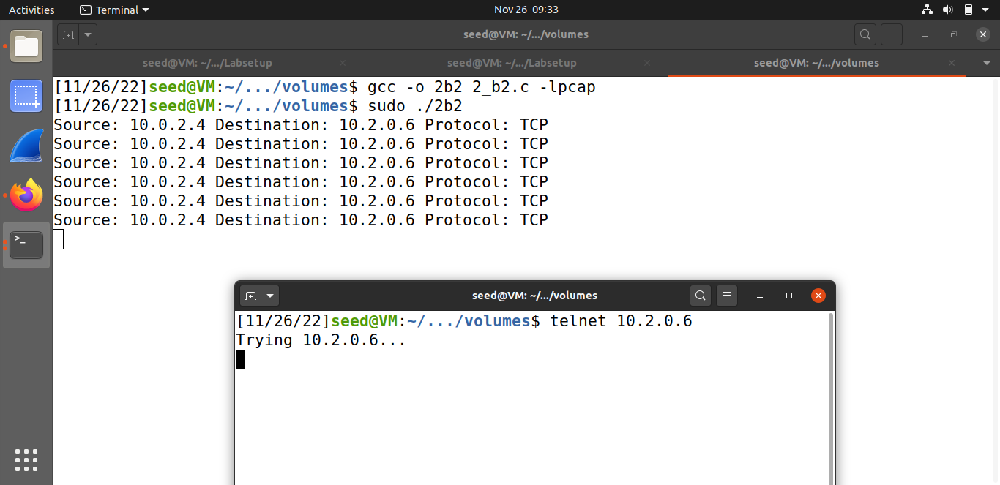 Activities
Terminal
Nov 26 09:33
seed@VM: ~/.../volumes
seed@VM: ~/.../Labsetup
seed@VM: ~/.../Labsetup
seed@VM: ~/.../volumes
[11/26/22]seed@VM:~/.../volumes$ gcc -o 2b2 2_b2.c -lpcap
[11/26/22]seed@VM:~/.../volumes$ sudo ./2b2
Source: 10.0.2.4 Destination: 10.2.0.6 Protocol: TCP
Source: 10.0.2.4 Destination: 10.2.0.6 Protocol: TCP
Source: 10.0.2.4 Destination: 10.2.0.6 Protocol: TCP
Source: 10.0.2.4 Destination: 10.2.0.6 Protocol: TCP
Source: 10.0.2.4 Destination: 10.2.0.6 Protocol: TCP
Source: 10.0.2.4 Destination: 10.2.0.6 Protocol: TCP
seed@VM: ~/.../volumes
[11/26/22]seed@VM:~/.../volumes$ telnet 10.2.0.6
Trying 10.2.0.6...